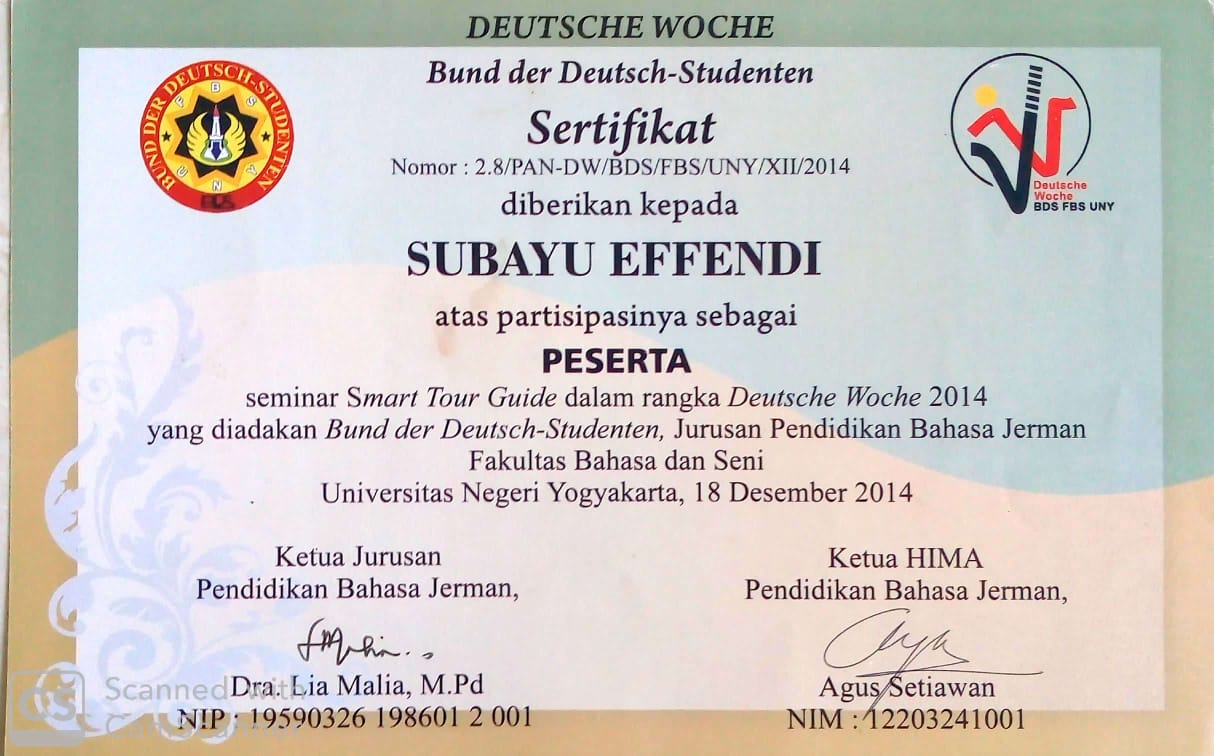 DEUTSCHE WOCHE
Bund der Deutsch-Studenten
BUND DER DEUTSCH-STUDENTEN
F B S
U N Y
BDS
Deutsche
Woche
BDS FBS UNY
Sertifikat
Nomor : 2.8/PAN-DW/BDS/FBS/UNY/XII/2014
diberikan kepada
SUBAYU EFFENDI
atas partisipasinya sebagai
PESERTA
seminar Smart Tour Guide dalam rangka Deutsche Woche 2014
yang diadakan Bund der Deutsch-Studenten, Jurusan Pendidikan Bahasa Jerman
Fakultas Bahasa dan Seni
Universitas Negeri Yogyakarta, 18 Desember 2014
Ketua Jurusan
Pendidikan Bahasa Jerman,
Dra. Lia Malia, M.Pd
NIP : 19590326 198601 2 001
Ketua HIMA
Pendidikan Bahasa Jerman,
Agus Setiawan
NIM : 12203241001
CS
Scanned with
CamScanner